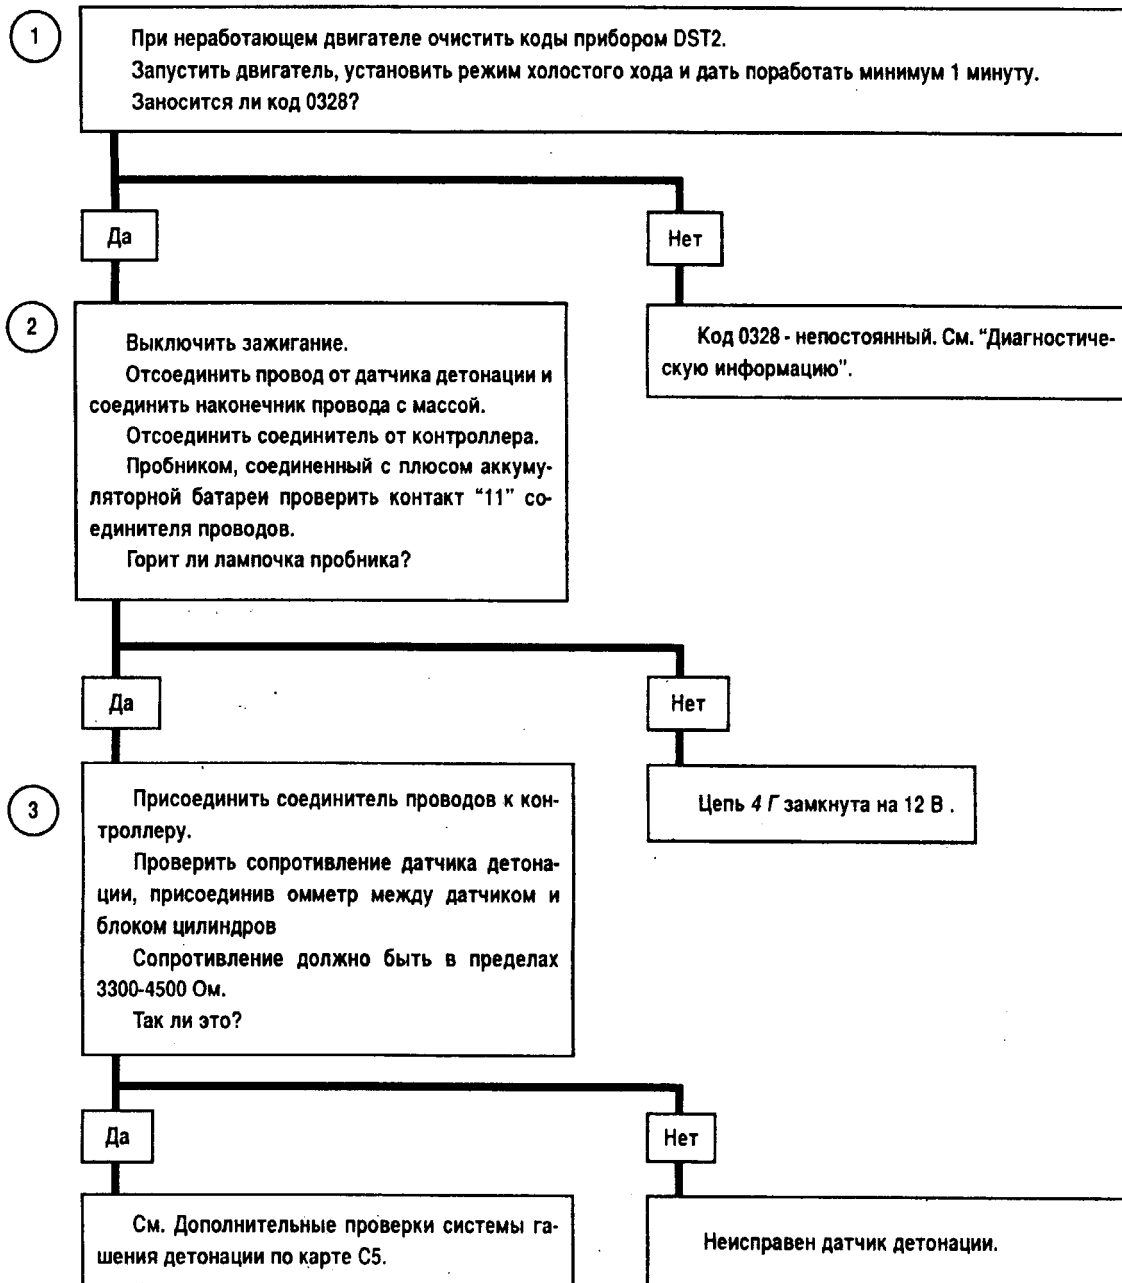 1
При неработающем двигателе очистить коды прибором DST2.
Запустить двигатель, установить режим холостого хода и дать поработать минимум 1 минуту.
Заносится ли код 0328?
Да
Нет
2
Выключить зажигание.
Отсоединить провод от датчика детонации и
соединить наконечник провода с массой.
Отсоединить соединитель от контроллера.
Пробником, соединенный с плюсом аккуму-
ляторной батареи проверить контакт “11” со-
единителя проводов.
Горит ли лампочка пробника?
Код 0328 - непостоянный. См. “Диагностиче-
скую информацию”.
Да
Нет
3
Присоединить соединитель проводов к кон-
троллеру.
Проверить сопротивление датчика детона-
ции, присоединив омметр между датчиком и
блоком цилиндров
Сопротивление должно быть в пределах
3300-4500 Ом.
Так ли это?
Цепь 4 Г замкнута на 12 В .
Да
Нет
См. Дополнительные проверки системы га-
шения детонации по карте С5.
Неисправен датчик детонации.